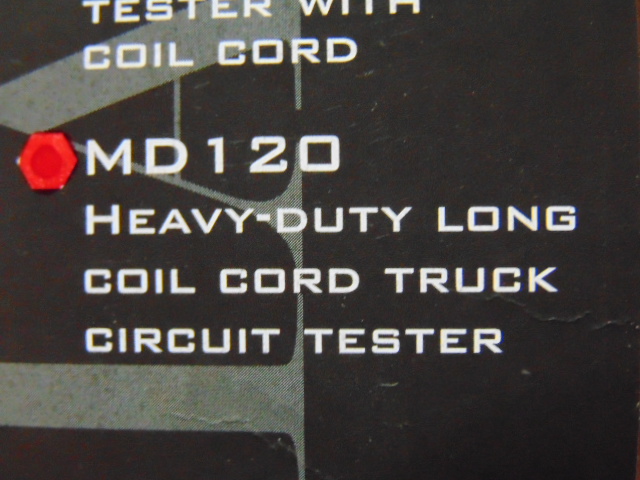 TESTER WITH
COIL CORD
MD120
HEAVY-DUTY LONG
COIL CORD TRUCK
CIRCUIT TESTER